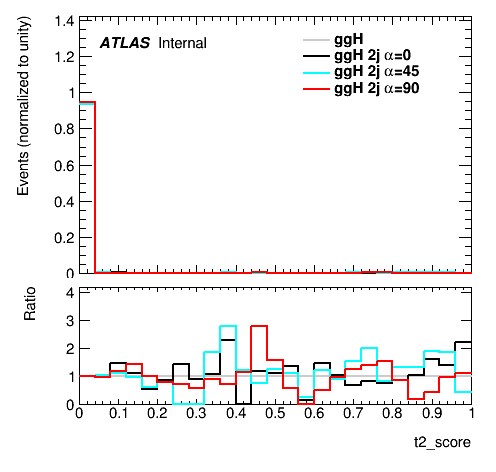 Events (normalized to unity)
1.4
1.2
1
0.8
0.6
0.4
0.2
0
ATLAS Internal
ggH
ggH 2j α=0
ggH 2j α=45
ggH 2j α=90
Ratio
4
3
2
1
0
0 0.1 0.2 0.3 0.4 0.5 0.6 0.7 0.8 0.9 1
t2_score